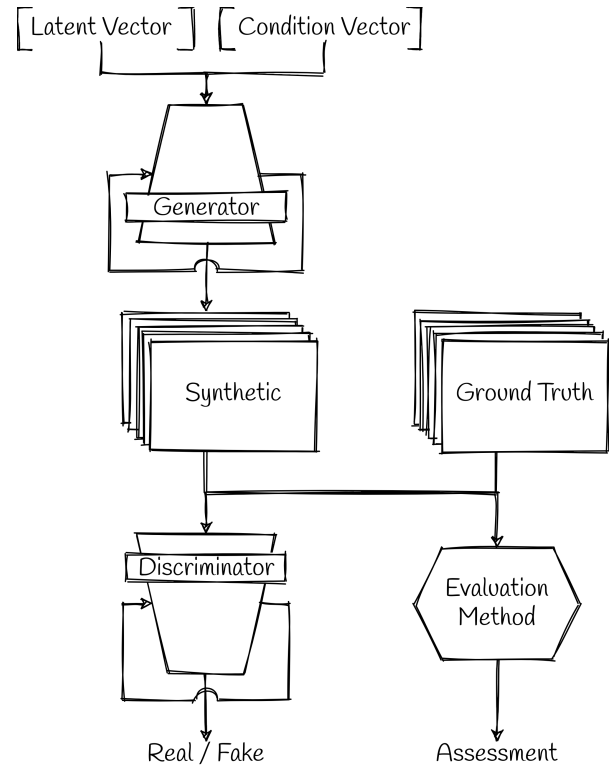 Latent Vector
Condition Vector
Generator
Synthetic
Ground Truth
Discriminator
Evaluation
Method
Real / Fake
Assessment